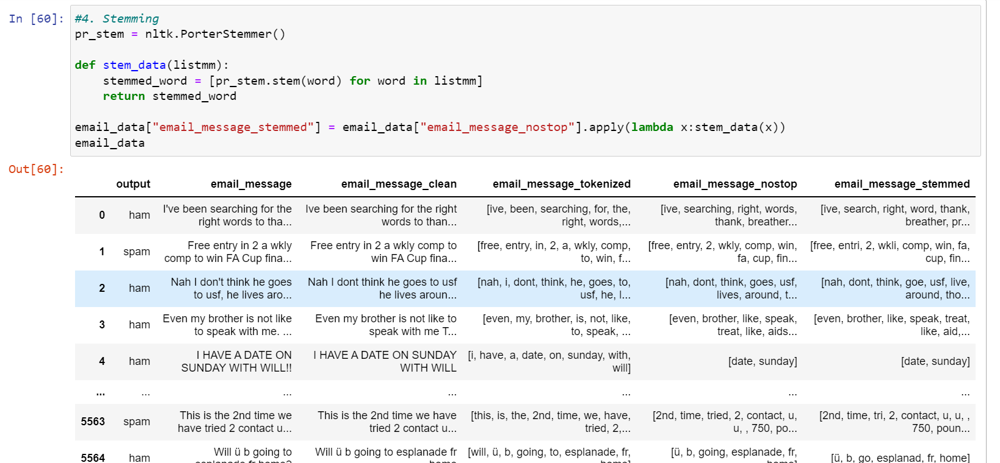 In [60]:
#4. Stemming
pr_stem = nltk.PorterStemmer()
def stem_data(listmm):
    stemmed_word = [pr_stem.stem(word) for word in listmm]
    return stemmed_word
email_data["email_message_stemmed"] = email_data["email_message_nostop"].apply(lambda x:stem_data(x))
email_data
Out[60]:
output email_message email_message_clean email_message_tokenized email_message_nostop email_message_stemmed
I've been searching for the Ive been searching for the right [ive, been, searching, for, the, [ive, searching, right, words, [ive, search, right, word, thank,
0 ham right words to tha... words to than... right, words,... thank, breather... breather, pr...
Free entry in 2 a wkly Free entry in 2 a wkly comp to [free, entry, in, 2, a, wkly, comp, [free, entry, 2, wkly, comp, win, [free, entri, 2, wkli, comp, win, fa,
1 spam comp to win FA Cup fina... win FA Cup fina... to, win, f... fa, cup, fin... cup, fin...
Nah I don't think he goes Nah I dont think he goes to usf [nah, i, dont, think, he, goes, to, [nah, dont, think, goes, usf, [nah, dont, think, goe, usf, live,
2 ham to usf, he lives aro... he lives aroun... usf, he, l... lives, around, t... around, tho...
Even my brother is not like Even my brother is not like to [even, my, brother, is, not, like, [even, brother, like, speak, [even, brother, like, speak, treat,
3 ham to speak with me. ... speak with me T... to, speak, ... treat, like, aids... like, aid,...
I HAVE A DATE ON I HAVE A DATE ON SUNDAY [i, have, a, date, on, sunday, with,
4 ham SUNDAY WITH WILL!! WITH WILL will] [date, sunday] [date, sunday]
... ... ... ... ... ... ...
This is the 2nd time we This is the 2nd time we have [this, is, the, 2nd, time, we, have, [2nd, time, tried, 2, contact, u, [2nd, time, tri, 2, contact, u, u, ,
5563 spam have tried 2 contact u... tried 2 contact u... tried, 2,... u, , 750, po... 750, poun...
Will ü b going to Will ü b going to esplanade fr [will, ü, b, going, to, esplanade, fr, [ü, b, going, esplanade, fr,
5564 ham esplanade fr home? home home] home] [ü, b, go, esplanad, fr, home]